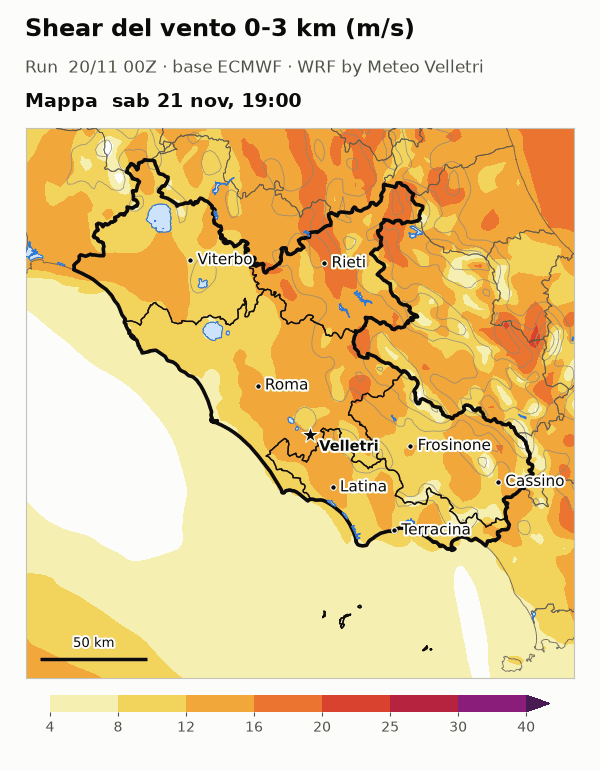 Shear del vento 0-3 km (m/s)
Run 20/11 00Z · base ECMWF · WRF by Meteo Velletri
Mappa sab 21 nov, 19:00
Viterbo
Rieti
Roma
Velletri
Frosinone
Cassino
Latina
Terracina
50 km
4 8 12 16 20 25 30 40